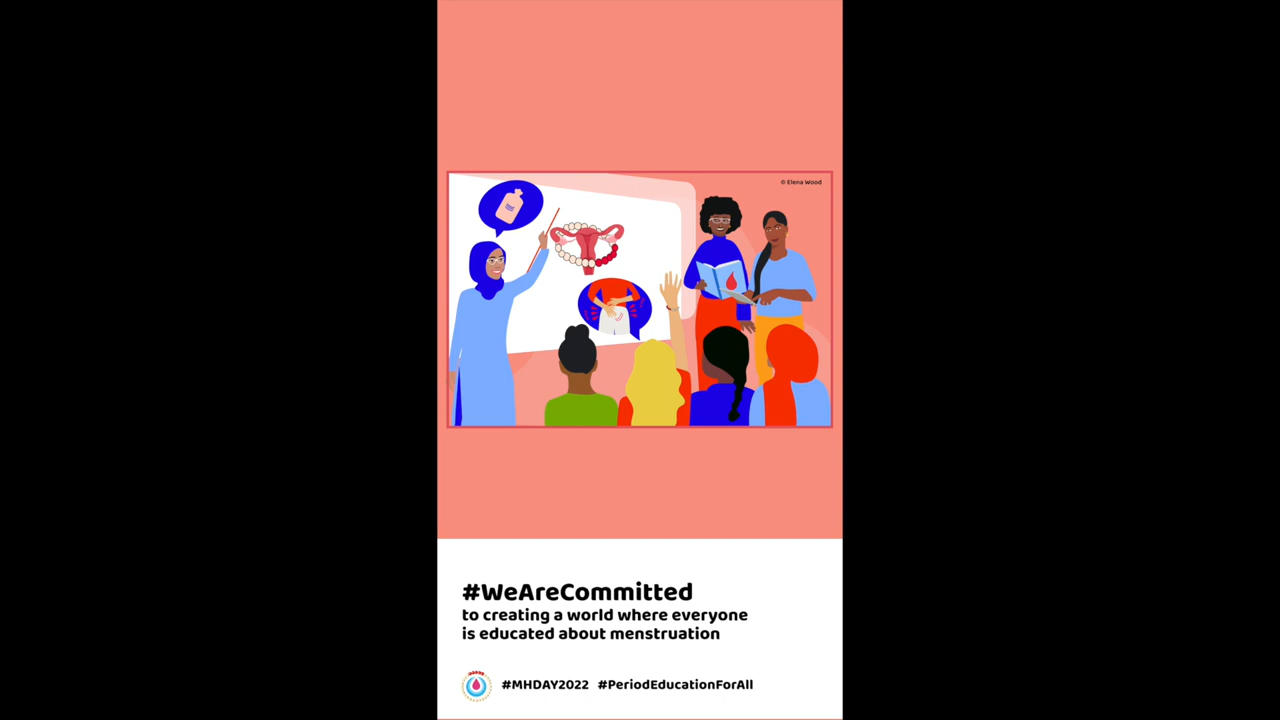 © Elena Wood
#WeAreCommitted
to creating a world where everyone
is educated about menstruation
#MHDAY2022 #PeriodEducationForAll